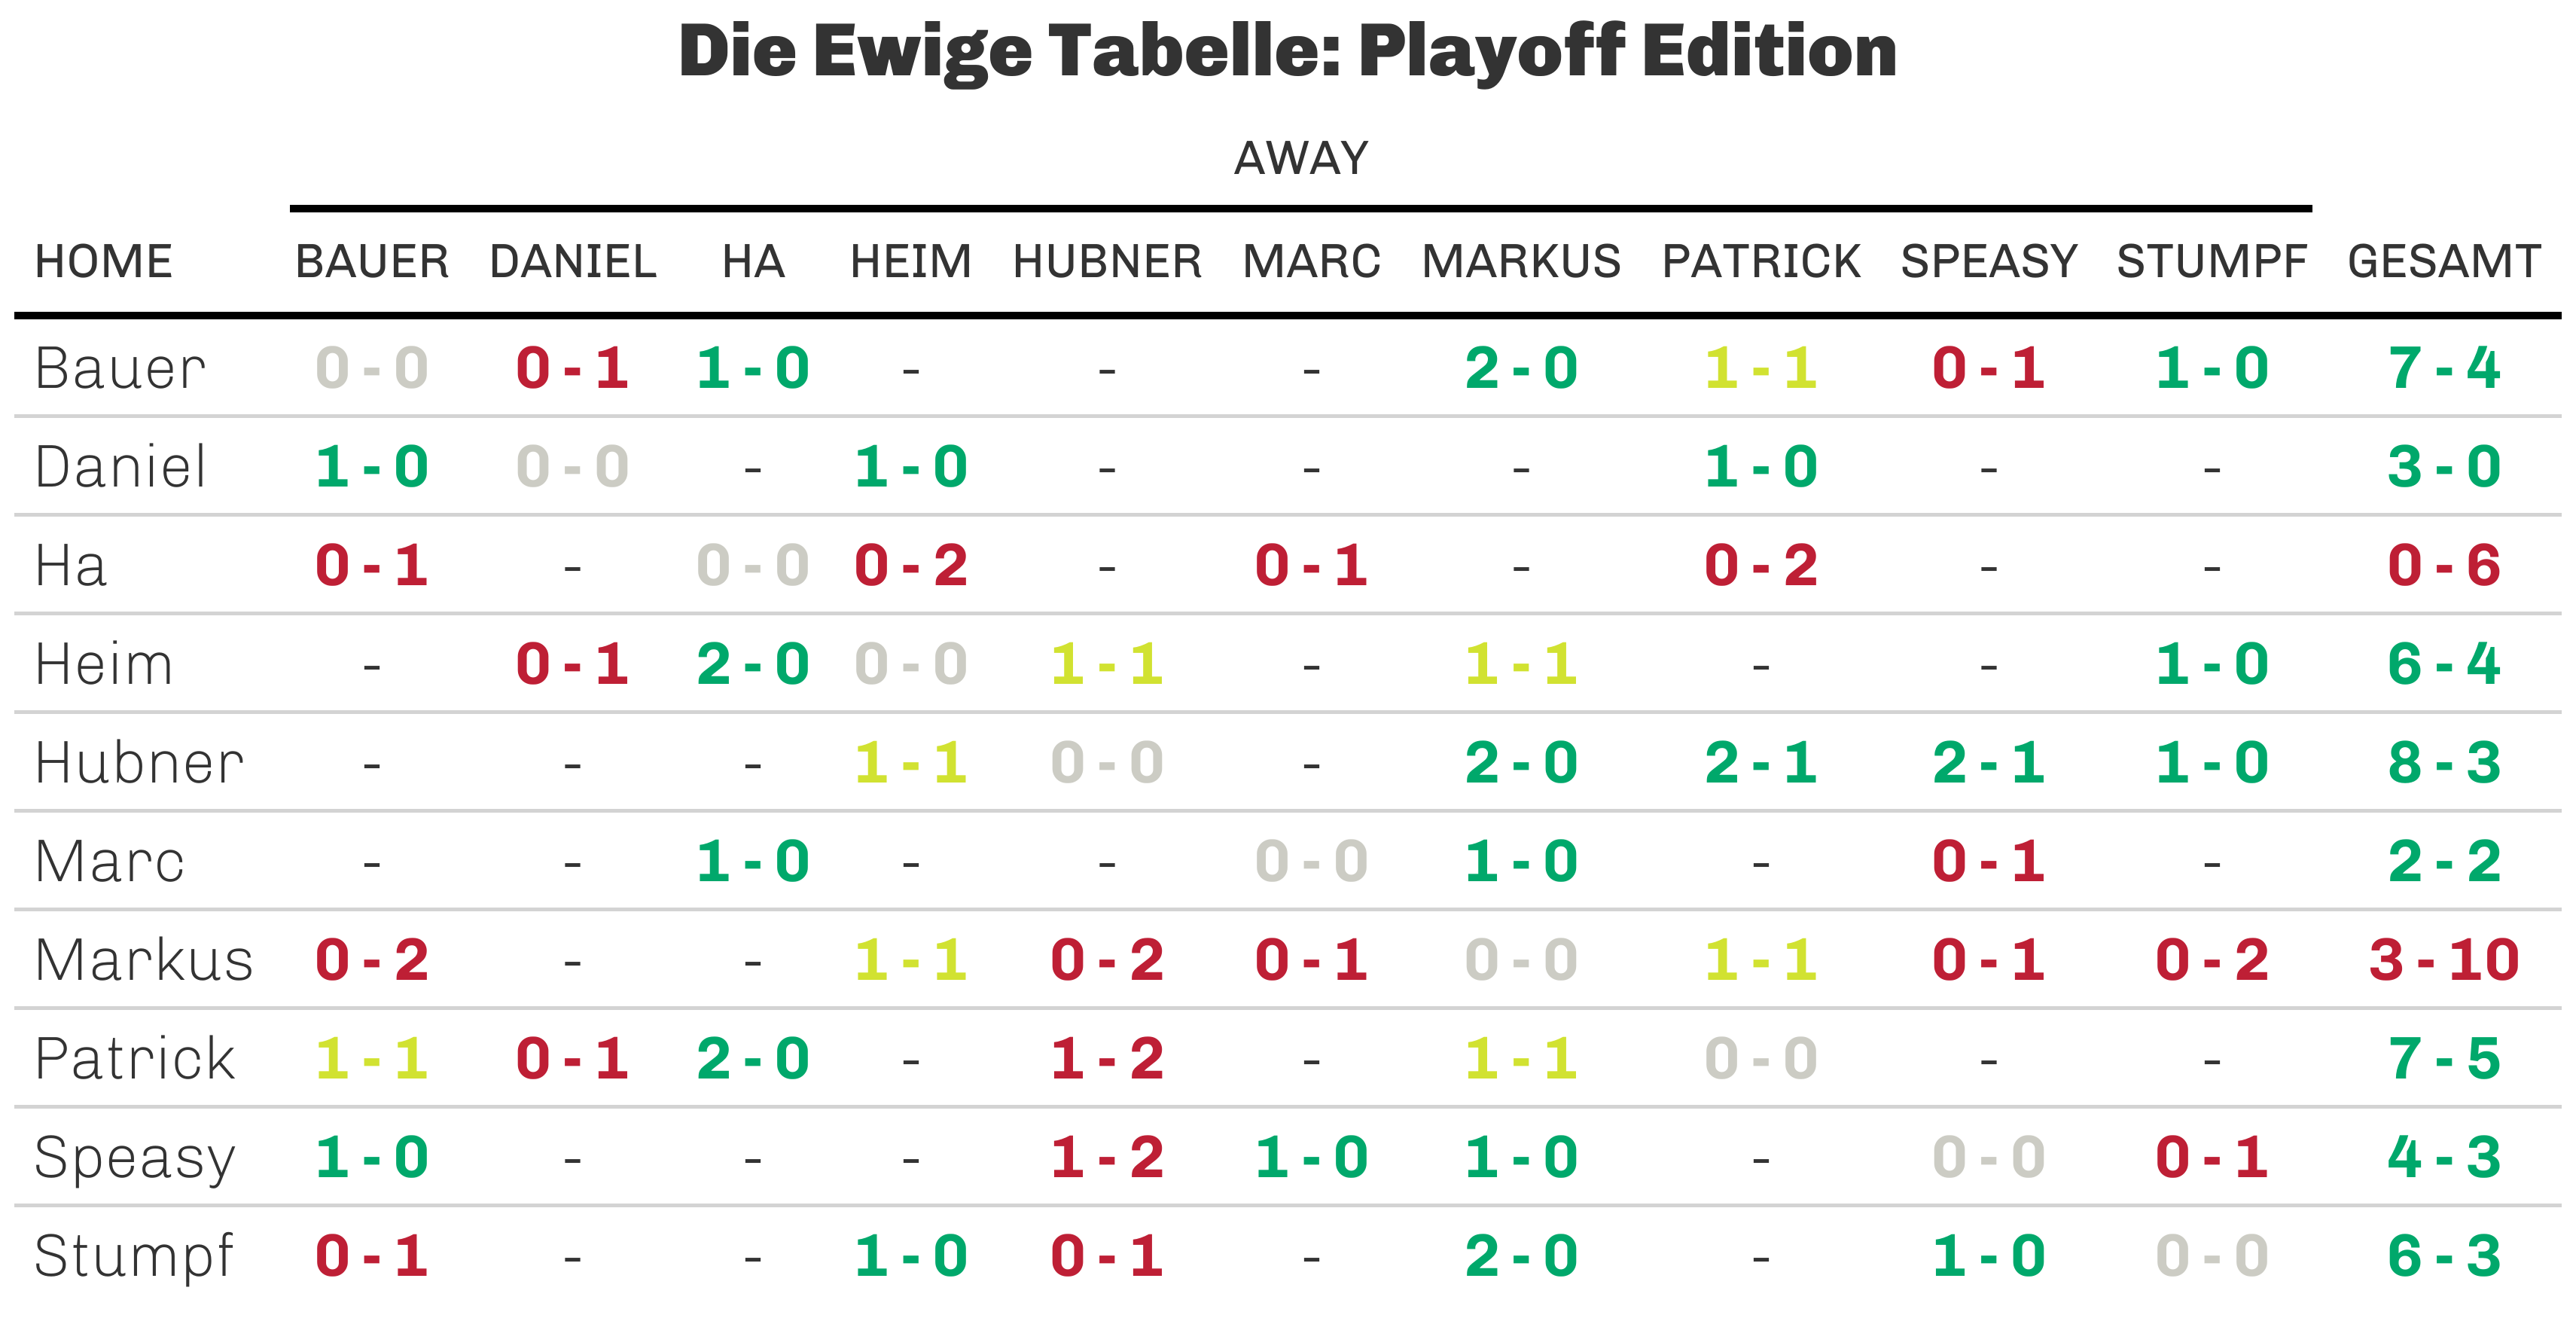 Die Ewige Tabelle: Playoff Edition
AWAY
HOME BAUER DANIEL HA HEIM HUBNER MARC MARKUS PATRICK SPEASY STUMPF GESAMT
Bauer 0 - 0 0 - 1 1 - 0 - - - 2 - 0 1 - 1 0 - 1 1 - 0 7 - 4
Daniel 1 - 0 0 - 0 - 1 - 0 - - - 1 - 0 - - 3 - 0
Ha 0 - 1 - 0 - 0 0 - 2 - 0 - 1 - 0 - 2 - - 0 - 6
Heim - 0 - 1 2 - 0 0 - 0 1 - 1 - 1 - 1 - - 1 - 0 6 - 4
Hubner - - - 1 - 1 0 - 0 - 2 - 0 2 - 1 2 - 1 1 - 0 8 - 3
Marc - - 1 - 0 - - 0 - 0 1 - 0 - 0 - 1 - 2 - 2
Markus 0 - 2 - - 1 - 1 0 - 2 0 - 1 0 - 0 1 - 1 0 - 1 0 - 2 3 - 10
Patrick 1 - 1 0 - 1 2 - 0 - 1 - 2 - 1 - 1 0 - 0 - - 7 - 5
Speasy 1 - 0 - - - 1 - 2 1 - 0 1 - 0 - 0 - 0 0 - 1 4 - 3
Stumpf 0 - 1 - - 1 - 0 0 - 1 - 2 - 0 - 1 - 0 0 - 0 6 - 3